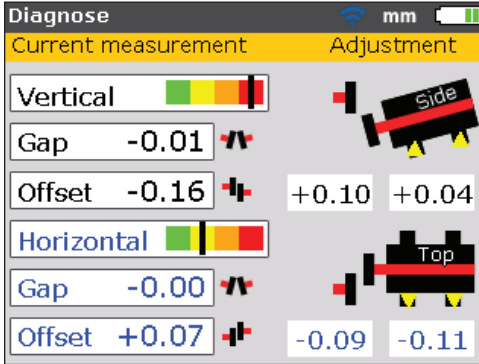 Diagnose mm
Current measurement Adjustment
Vertical
Side
Gap -0.01
Offset -0.16 +0.10 +0.04
Horizontal
Top
Gap -0.00
Offset +0.07 -0.09 -0.11